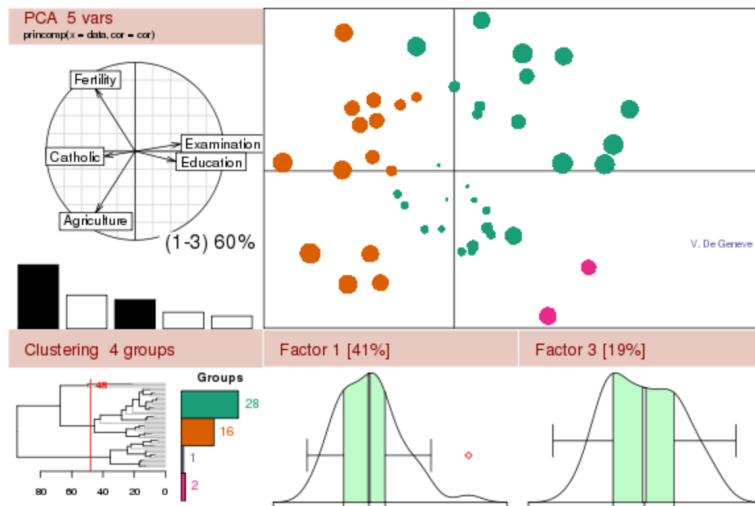 PCA 5 vars
princomp(x = data, cor = cor)
Fertility
Examination
Catholic
Education
Agriculture
(1-3) 60%
V. De Geneve
Clustering 4 groups
Factor 1 [41%]
Factor 3 [19%]
Groups
48
28
16
1
2
80 60 40 20 0